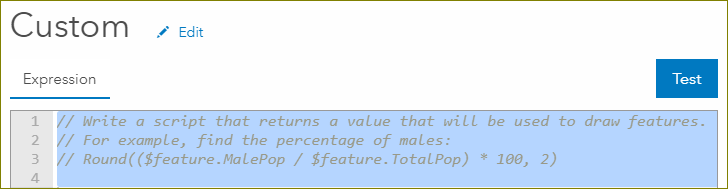 Custom Edit
Expression Test
1 // Write a script that returns a value that will be used to draw features.
2 // For example, find the percentage of males:
3 // Round(($feature.MalePop / $feature.TotalPop) * 100, 2)
4